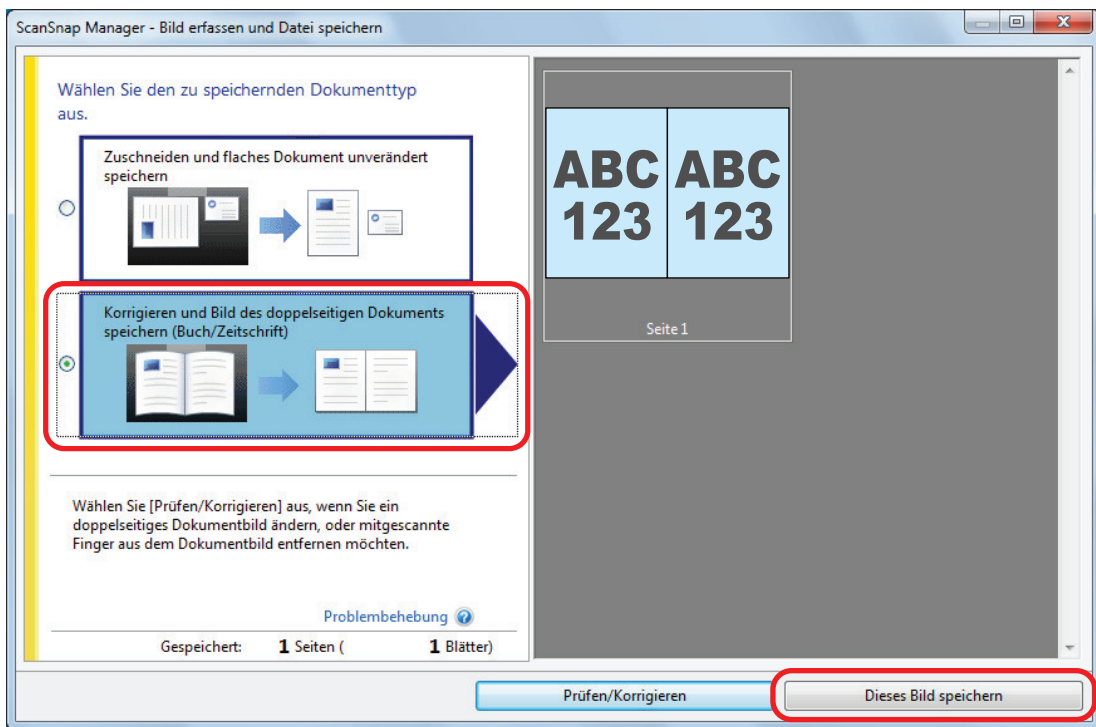 ScanSnap Manager - Bild erfassen und Datei speichern
Wählen Sie den zu speichernden Dokumenttyp
aus.
Zuschneiden und flaches Dokument unverändert
speichern
Korrigieren und Bild des doppelseitigen Dokuments
speichern (Buch/Zeitschrift)
Wählen Sie [Prüfen/Korrigieren] aus, wenn Sie ein
doppelseitiges Dokumentbild ändern, oder mitgescannte
Finger aus dem Dokumentbild entfernen möchten.
Problembehebung ?
Gespeichert: 1 Seiten ( 1 Blätter)
ABC ABC
123 123
Seite 1
Prüfen/Korrigieren
Dieses Bild speichern